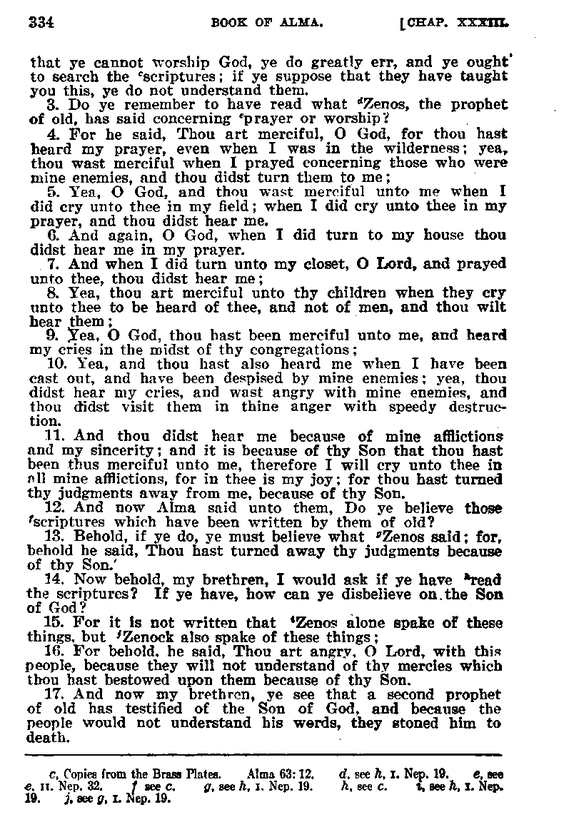 334 BOOK OF ALMA. [CHAP. XXXIII.
that ye cannot worship God, ye do greatly err, and ye ought
to search the cscriptures; if ye suppose that they have taught
you this, ye do not understand them.
3. Do ye remember to have read what dZenos, the prophet
of old, has said concerning eprayer or worship?
4. For he said, Thou art merciful, O God, for thou hast
heard my prayer, even when I was in the wilderness; yea,
thou wast merciful when I prayed concerning those who were
mine enemies, and thou didst turn them to me;
5. Yea, O God, and thou wast merciful unto me when I
did cry unto thee in my field; when I did cry unto thee in my
prayer, and thou didst hear me.
6. And again, O God, when I did turn to my house thou
didst hear me in my prayer.
7. And when I did turn unto my closet, O Lord, and prayed
unto thee, thou didst hear me;
8. Yea, thou art merciful unto thy children when they cry
unto thee to be heard of thee, and not of men, and thou wilt
hear them;
9. Yea, O God, thou hast been merciful unto me, and heard
my cries in the midst of thy congregations;
10. Yea, and thou hast also heard me when I have been
cast out, and have been despised by mine enemies; yea, thou
didst hear my cries, and wast angry with mine enemies, and
thou didst visit them in thine anger with speedy destruc-
tion.
11. And thou didst hear me because of mine afflictions
and my sincerity; and it is because of thy Son that thou hast
been thus merciful unto me, therefore I will cry unto thee in
all mine afflictions, for in thee is my joy; for thou hast turned
thy judgments away from me, because of thy Son.
12. And now Alma said unto them, Do ye believe those
fscriptures which have been written by them of old?
13. Behold, if ye do, ye must believe what gZenos said; for,
behold he said, Thou hast turned away thy judgments because
of thy Son.
14. Now behold, my brethren, I would ask if ye have hread
the scriptures? If ye have, how can ye disbelieve on the Son
of God?
15. For it is not written that iZenos alone spake of these
things, but jZenock also spake of these things;
16. For behold, he said, Thou art angry, O Lord, with this
people, because they will not understand of thy mercies which
thou hast bestowed upon them because of thy Son.
17. And now my brethren, ye see that a second prophet
of old has testified of the Son of God, and because the
people would not understand his words, they stoned him to
death.
c, Copies from the Brass Plates. Alma 63:12. d, see h, I. Nep. 19. e, see
e, II. Nep. 32. f see c. g, see h, I. Nep. 19. h, see c. i, see h, I. Nep.
19. j, see g, I. Nep. 19.